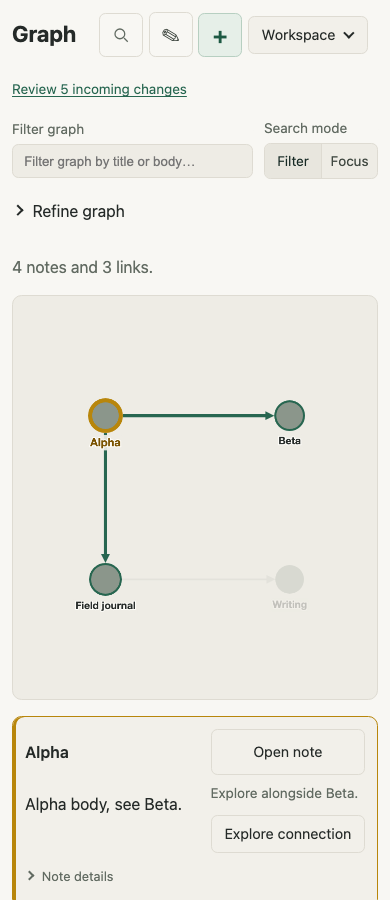 Graph
Workspace
Review 5 incoming changes
Filter graph
Search mode
Filter graph by title or body…
Filter
Focus
Refine graph
4 notes and 3 links.
Alpha
Beta
Field journal
Writing
Alpha
Open note
Alpha body, see Beta.
Explore alongside Beta.
Explore connection
Note details